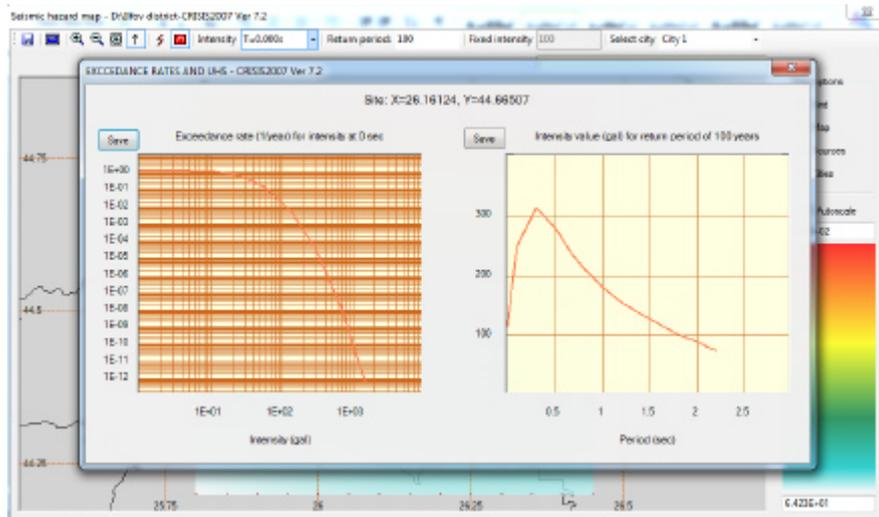 Seismic hazard map - D:\Ilfov district-CRISIS2007 Ver 7.2
Intensity T=0.000s Return period: 100 Fixed intensity 100 Select city City 1
EXCCEDANCE RATES AND UHS - CRISIS2007 Ver 7.2
Site: X=26.16124, Y=44.66507
Save Exceedance rate (1/year) for intensity at 0 sec
Save Intensity value (gal) for return period of 100 years
1E+00
1E-01
1E-02
1E-03
1E-04
1E-05
1E-06
1E-07
1E-08
1E-09
1E-10
1E-11
1E-12
1E+01 1E+02 1E+03
Intensity (gal)
300
200
100
0.5 1 1.5 2 2.5
Period (sec)
44.75
44.5
44.25
25.75 26 26.25 26.5
Autoscale
6.423E+01